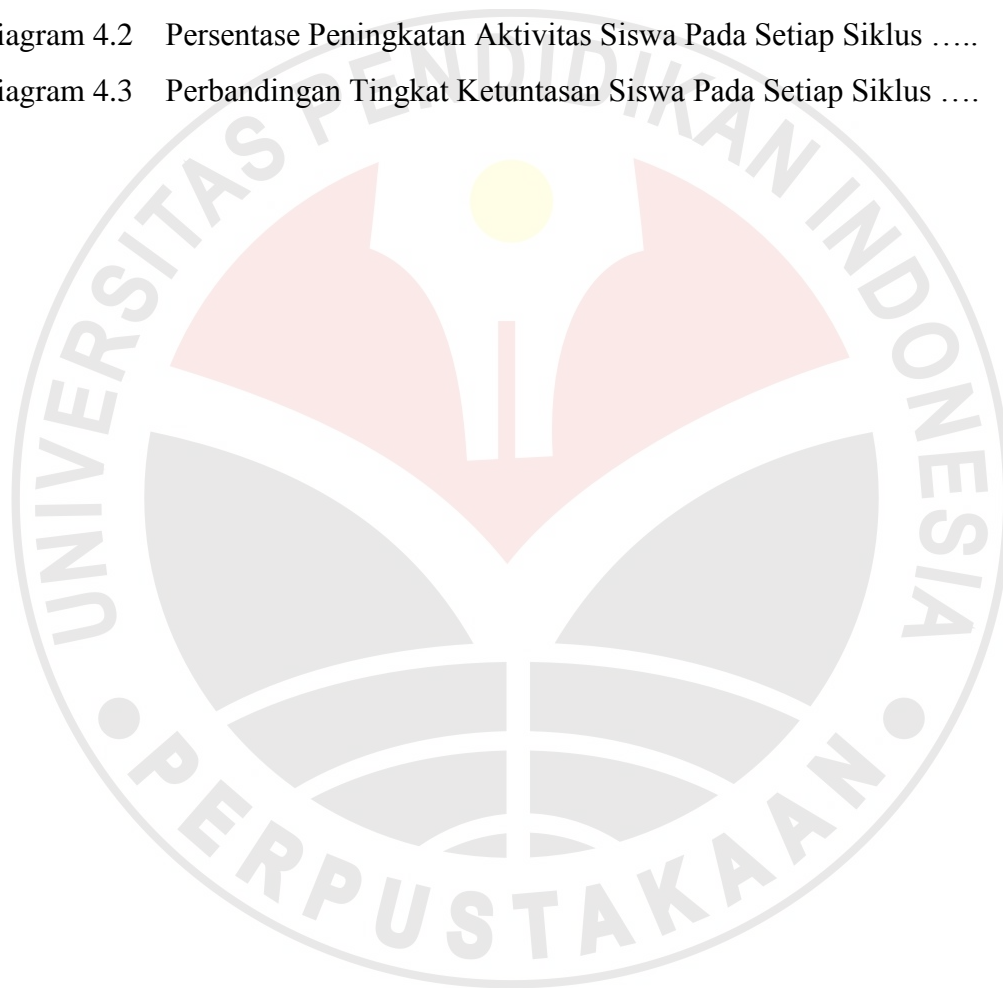 iagram 4.2 Persentase Peningkatan Aktivitas Siswa Pada Setiap Siklus …..
iagram 4.3 Perbandingan Tingkat Ketuntasan Siswa Pada Setiap Siklus ….
UNIVERSITAS PENDIDIKAN INDONESIA
PERPUSTAKAAN